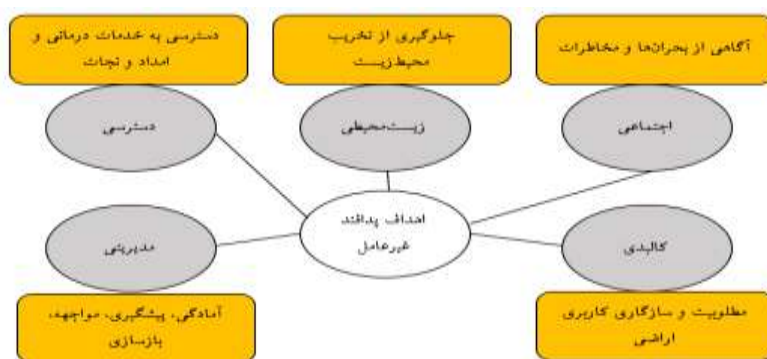 آگاهی از بحران‌ها و مخاطرات
جلوگیری از تخریب
محیط‌زیست
دسترسی به خدمات درمانی و
امداد و نجات
اجتماعی
زیست‌محیطی
دسترسی
اهداف پدافند
غیرعامل
کالبدی
مدیریتی
مطلوبیت و سازگاری کاربری
اراضی
آمادگی، پیشگیری، مواجهه،
بازسازی